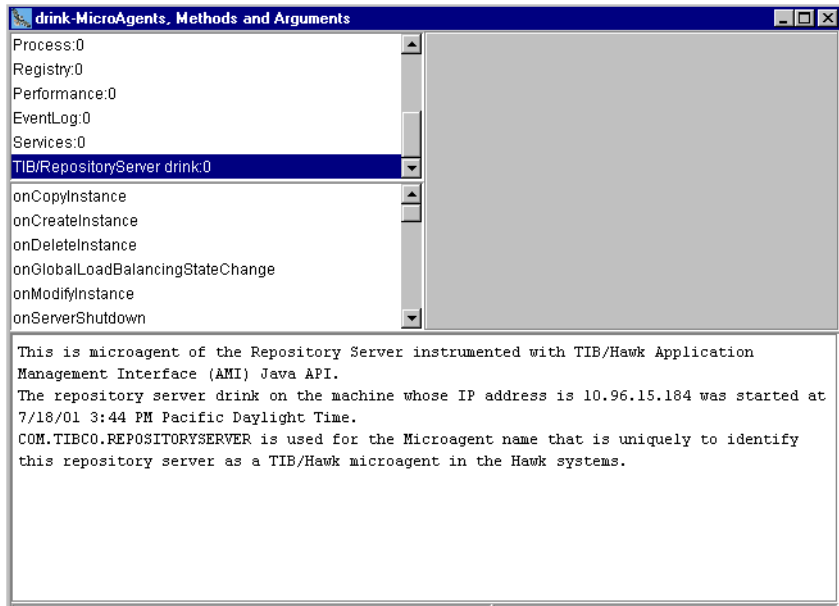 drink-MicroAgents, Methods and Arguments
Process:0
Registry:0
Performance:0
EventLog:0
Services:0
TIB/RepositoryServer drink:0
onCopyInstance
onCreateInstance
onDeleteInstance
onGlobalLoadBalancingStateChange
onModifyInstance
onServerShutdown
This is microagent of the Repository Server instrumented with TIB/Hawk Application
Management Interface (AMI) Java API.
The repository server drink on the machine whose IP address is 10.96.15.184 was started at
7/18/01 3:44 PM Pacific Daylight Time.
COM.TIBCO.REPOSITORYSERVER is used for the Microagent name that is uniquely to identify
this repository server as a TIB/Hawk microagent in the Hawk systems.